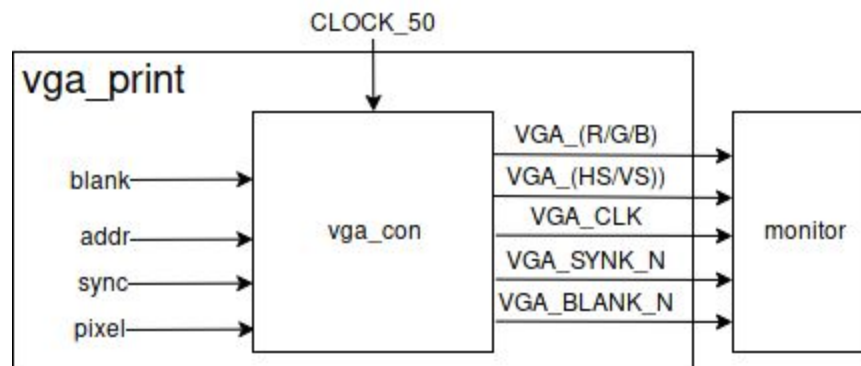 CLOCK_50
vga_print
VGA_(R/G/B)
blank
VGA_(HS/VS))
VGA_CLK
addr
vga_con
monitor
sync
VGA_SYNK_N
pixel
VGA_BLANK_N